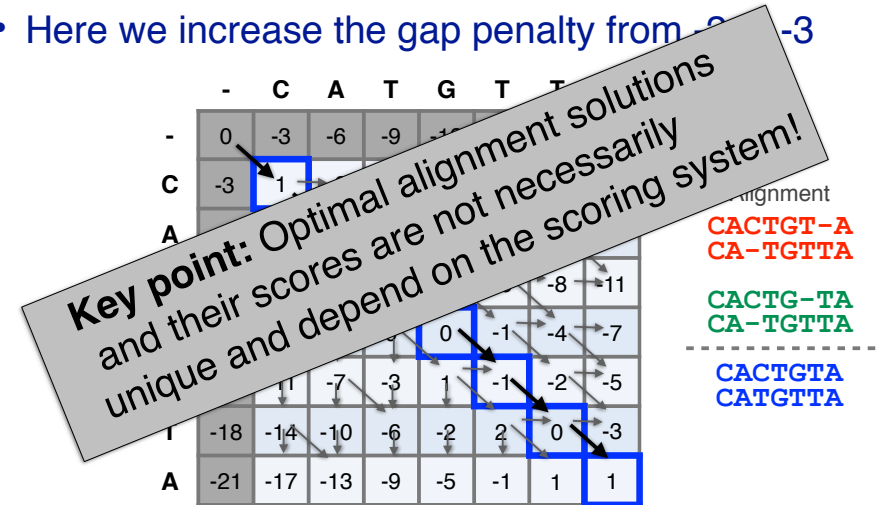 • Here we increase the gap penalty from -3
- C A T G T T
- 0 -3 -6 -9
C -3 1
A
-8 -11
0 -1 -4 -7
-7 -3 1 -1 -2 -5
-18 -14 -10 -6 -2 2 0 -3
A -21 -17 -13 -9 -5 -1 1 1
Key point: Optimal alignment solutions
and their scores are not necessarily
unique and depend on the scoring system!
Alignment
CACTGT-A
CA-TGTTA
CACTG-TA
CA-TGTTA
CACTGTA
CATGTTA